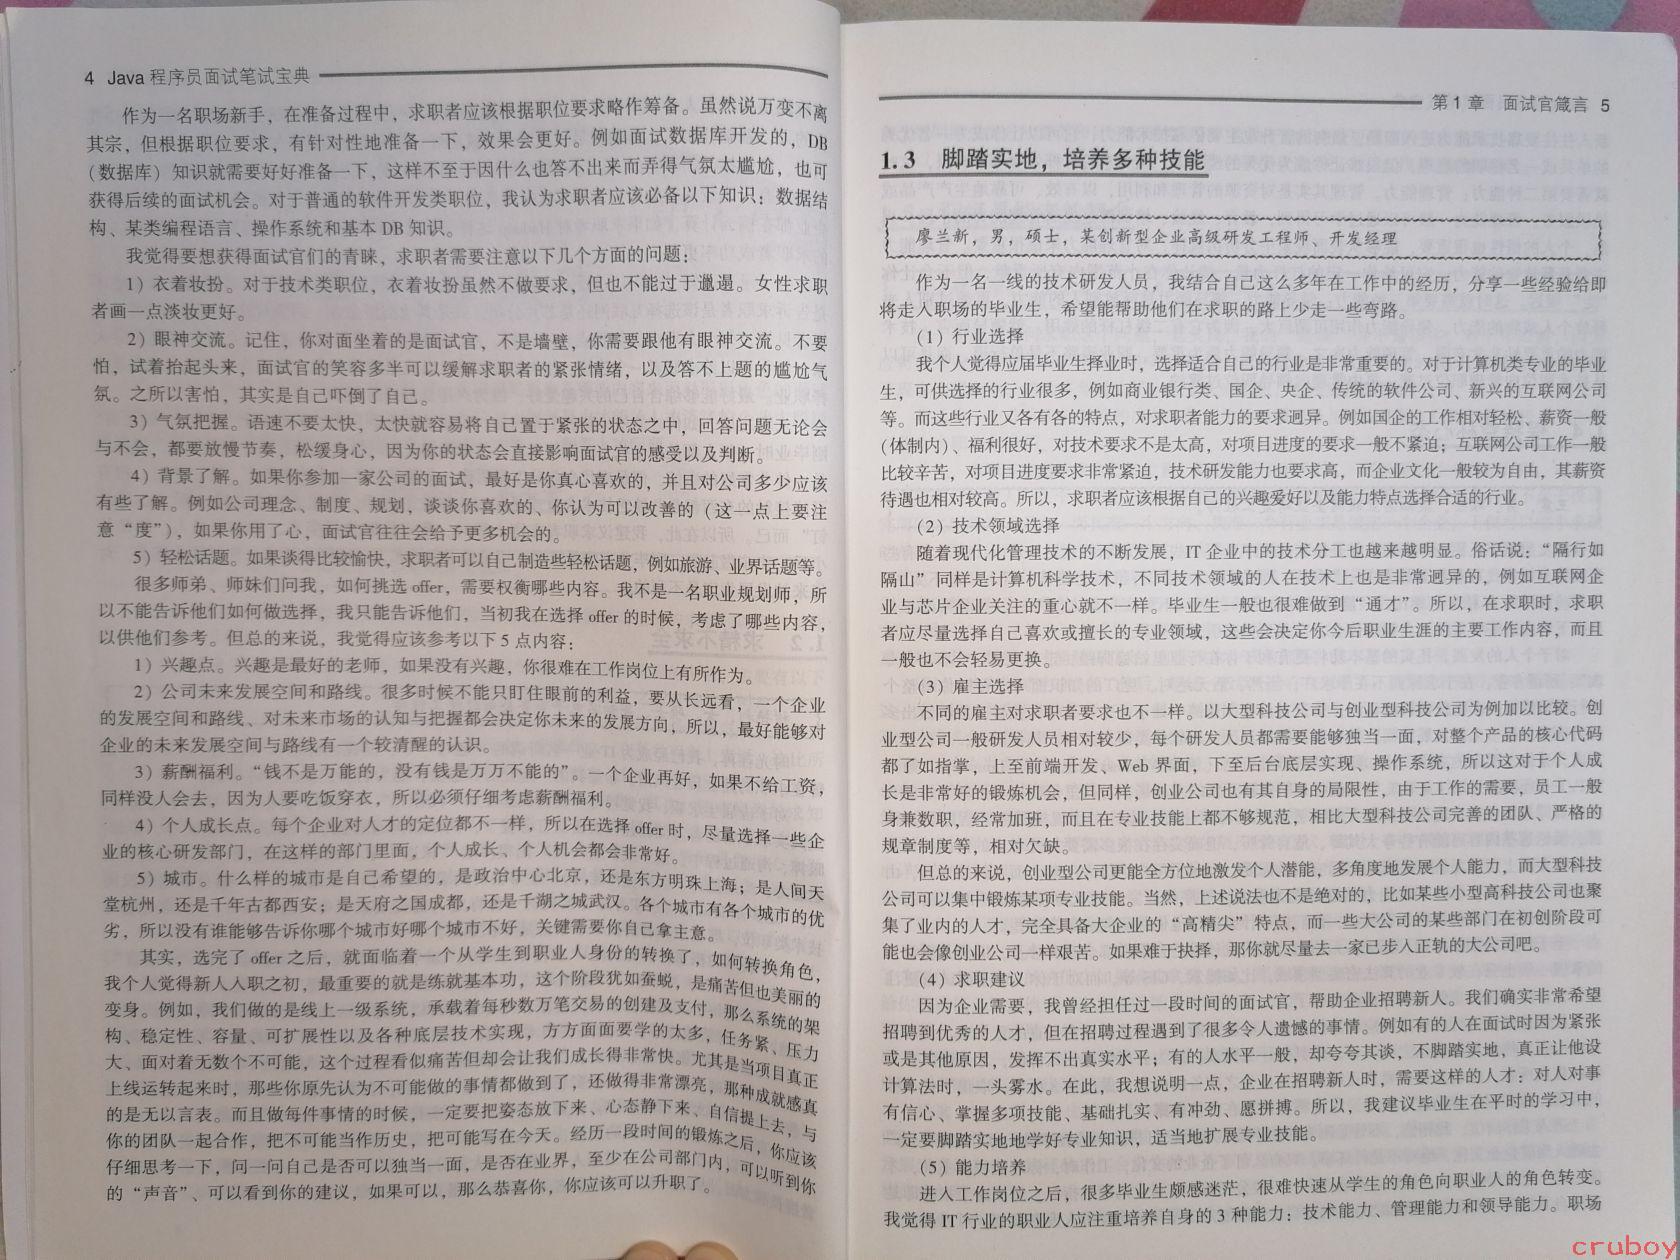 4 Java 程序员面试笔试宝典
作为一名职场新手，在准备过程中，求职者应该根据职位要求略作筹备。虽然说万变不离
其宗，但根据职位要求，有针对性地准备一下，效果会更好。例如面试数据库开发的，DB
（数据库）知识就需要好好准备一下，这样不至于因什么也答不出来而弄得气氛太尴尬，也可
获得后续的面试机会。对于普通的软件开发类职位，我认为求职者应该必备以下知识：数据结
构、某类编程语言、操作系统和基本 DB 知识。
我觉得要想获得面试官们的青睐，求职者需要注意以下几个方面的问题：
1）衣着妆扮。对于技术类职位，衣着妆扮虽然不做要求，但也不能过于邋遢。女性求职
者画一点淡妆更好。
2）眼神交流。记住，你对面坐着的是面试官，不是墙壁，你需要跟他有眼神交流。不要
怕，试着抬起头来，面试官的笑容多半可以缓解求职者的紧张情绪，以及答不上题的尴尬气
氛。之所以害怕，其实是自己吓倒了自己。
3）气氛把握。语速不要太快，太快就容易将自己置于紧张的状态之中，回答问题无论会
与不会，都要放慢节奏，松缓身心，因为你的状态会直接影响面试官的感受以及判断。
4）背景了解。如果你参加一家公司的面试，最好是你真心喜欢的，并且对公司多少应该
有些了解。例如公司理念、制度、规划，谈谈你喜欢的、你认为可以改善的（这一点上要注
意“度”），如果你用了心，面试官往往会给予更多机会的。
5）轻松话题。如果谈得比较愉快，求职者可以自己制造些轻松话题，例如旅游、业界话题等。
很多师弟、师妹们问我，如何挑选 offer，需要权衡哪些内容。我不是一名职业规划师，所
以不能告诉他们如何做选择，我只能告诉他们，当初我在选择 offer 的时候，考虑了哪些内容，
以供他们参考。但总的来说，我觉得应该参考以下 5 点内容：
1）兴趣点。兴趣是最好的老师，如果没有兴趣，你很难在工作岗位上有所作为。
2）公司未来发展空间和路线。很多时候不能只盯住眼前的利益，要从长远看，一个企业
的发展空间和路线、对未来市场的认知与把握都会决定你未来的发展方向，所以，最好能够对
企业的未来发展空间与路线有一个较清醒的认识。
3）薪酬福利。“钱不是万能的，没有钱是万万不能的”。一个企业再好，如果不给工资，
同样没人会去，因为人要吃饭穿衣，所以必须仔细考虑薪酬福利。
4）个人成长点。每个企业对人才的定位都不一样，所以在选择 offer 时，尽量选择一些企
业的核心研发部门，在这样的部门里面，个人成长、个人机会都会非常好。
5）城市。什么样的城市是自己希望的，是政治中心北京，还是东方明珠上海；是人间天
堂杭州，还是千年古都西安；是天府之国成都，还是千湖之城武汉。各个城市有各个城市的优
劣，所以没有谁能够告诉你哪个城市好哪个城市不好，关键需要你自己拿主意。
其实，选完了 offer 之后，就面临着一个从学生到职业人身份的转换了，如何转换角色，
我个人觉得新人入职之初，最重要的就是练就基本功，这个阶段犹如蚕蜕，是痛苦但也美丽的
变身。例如，我们做的是线上一级系统，承载着每秒数万笔交易的创建及支付，那么系统的架
构、稳定性、容量、可扩展性以及各种底层技术实现，方方面面要学的太多，任务紧、压力
大、面对着无数个不可能，这个过程看似痛苦但却会让我们成长得非常快。尤其是当项目真正
上线运转起来时，那些你原先认为不可能做的事情都做到了，还做得非常漂亮，那种成就感真
的是无以言表。而且做每件事情的时候，一定要把姿态放下来、心态静下来、自信提上去，与
你的团队一起合作，把不可能当作历史，把可能写在今天。经历一段时间的锻炼之后，你应该
仔细思考一下，问一问自己是否可以独当一面，是否在业界，至少在公司部门内，可以听到你
的“声音”、可以看到你的建议，如果可以，那么恭喜你，你应该可以升职了。
第 1 章 面试官箴言 5
1.3 脚踏实地，培养多种技能
廖兰新，男，硕士，某创新型企业高级研发工程师、开发经理
作为一名一线的技术研发人员，我结合自己这么多年在工作中的经历，分享一些经验给即
将走入职场的毕业生，希望能帮助他们在求职的路上少走一些弯路。
（1）行业选择
我个人觉得应届毕业生择业时，选择适合自己的行业是非常重要的。对于计算机类专业的毕业
生，可供选择的行业很多，例如商业银行类、国企、央企、传统的软件公司、新兴的互联网公司
等。而这些行业又各有各的特点，对求职者能力的要求迥异。例如国企的工作相对轻松、薪资一般
（体制内）、福利很好，对技术要求不是太高，对项目进度的要求一般不紧迫；互联网公司工作一般
比较辛苦，对项目进度要求非常紧迫，技术研发能力也要求高，而企业文化一般较为自由，其薪资
待遇也相对较高。所以，求职者应该根据自己的兴趣爱好以及能力特点选择合适的行业。
（2）技术领域选择
随着现代化管理技术的不断发展，IT 企业中的技术分工也越来越明显。俗话说：“隔行如
隔山”同样是计算机科学技术，不同技术领域的人在技术上也是非常迥异的，例如互联网企
业与芯片企业关注的重心就不一样。毕业生一般也很难做到“通才”。所以，在求职时，求职
者应尽量选择自己喜欢或擅长的专业领域，这些会决定你今后职业生涯的主要工作内容，而且
一般也不会轻易更换。
（3）雇主选择
不同的雇主对求职者要求也不一样。以大型科技公司与创业型科技公司为例加以比较。创
业型公司一般研发人员相对较少，每个研发人员都需要能够独当一面，对整个产品的核心代码
都了如指掌，上至前端开发、Web 界面，下至后台底层实现、操作系统，所以这对于个人成
长是非常好的锻炼机会，但同样，创业公司也有其自身的局限性，由于工作的需要，员工一般
身兼数职，经常加班，而且在专业技能上都不够规范，相比大型科技公司完善的团队、严格的
规章制度等，相对欠缺。
但总的来说，创业型公司更能全方位地激发个人潜能，多角度地发展个人能力，而大型科技
公司可以集中锻炼某项专业技能。当然，上述说法也不是绝对的，比如某些小型高科技公司也聚
集了业内的人才，完全具备大企业的“高精尖”特点，而一些大公司的某些部门在初创阶段可
能也会像创业公司一样艰苦。如果难于抉择，那你就尽量去一家已步入正轨的大公司吧。
（4）求职建议
因为企业需要，我曾经担任过一段时间的面试官，帮助企业招聘新人。我们确实非常希望
招聘到优秀的人才，但在招聘过程遇到了很多令人遗憾的事情。例如有的人在面试时因为紧张
或是其他原因，发挥不出真实水平；有的人水平一般，却夸夸其谈，不脚踏实地，真正让他设
计算法时，一头雾水。在此，我想说明一点，企业在招聘新人时，需要这样的人才：对人对事
有信心、掌握多项技能、基础扎实、有冲劲、愿拼搏。所以，我建议毕业生在平时的学习中，
一定要脚踏实地地学好专业知识，适当地扩展专业技能。
（5）能力培养
进入工作岗位之后，很多毕业生颇感迷茫，很难快速从学生的角色向职业人的角色转变。
我觉得 IT 行业的职业人应注重培养自身的 3 种能力：技术能力、管理能力和领导能力。职场
cruboy